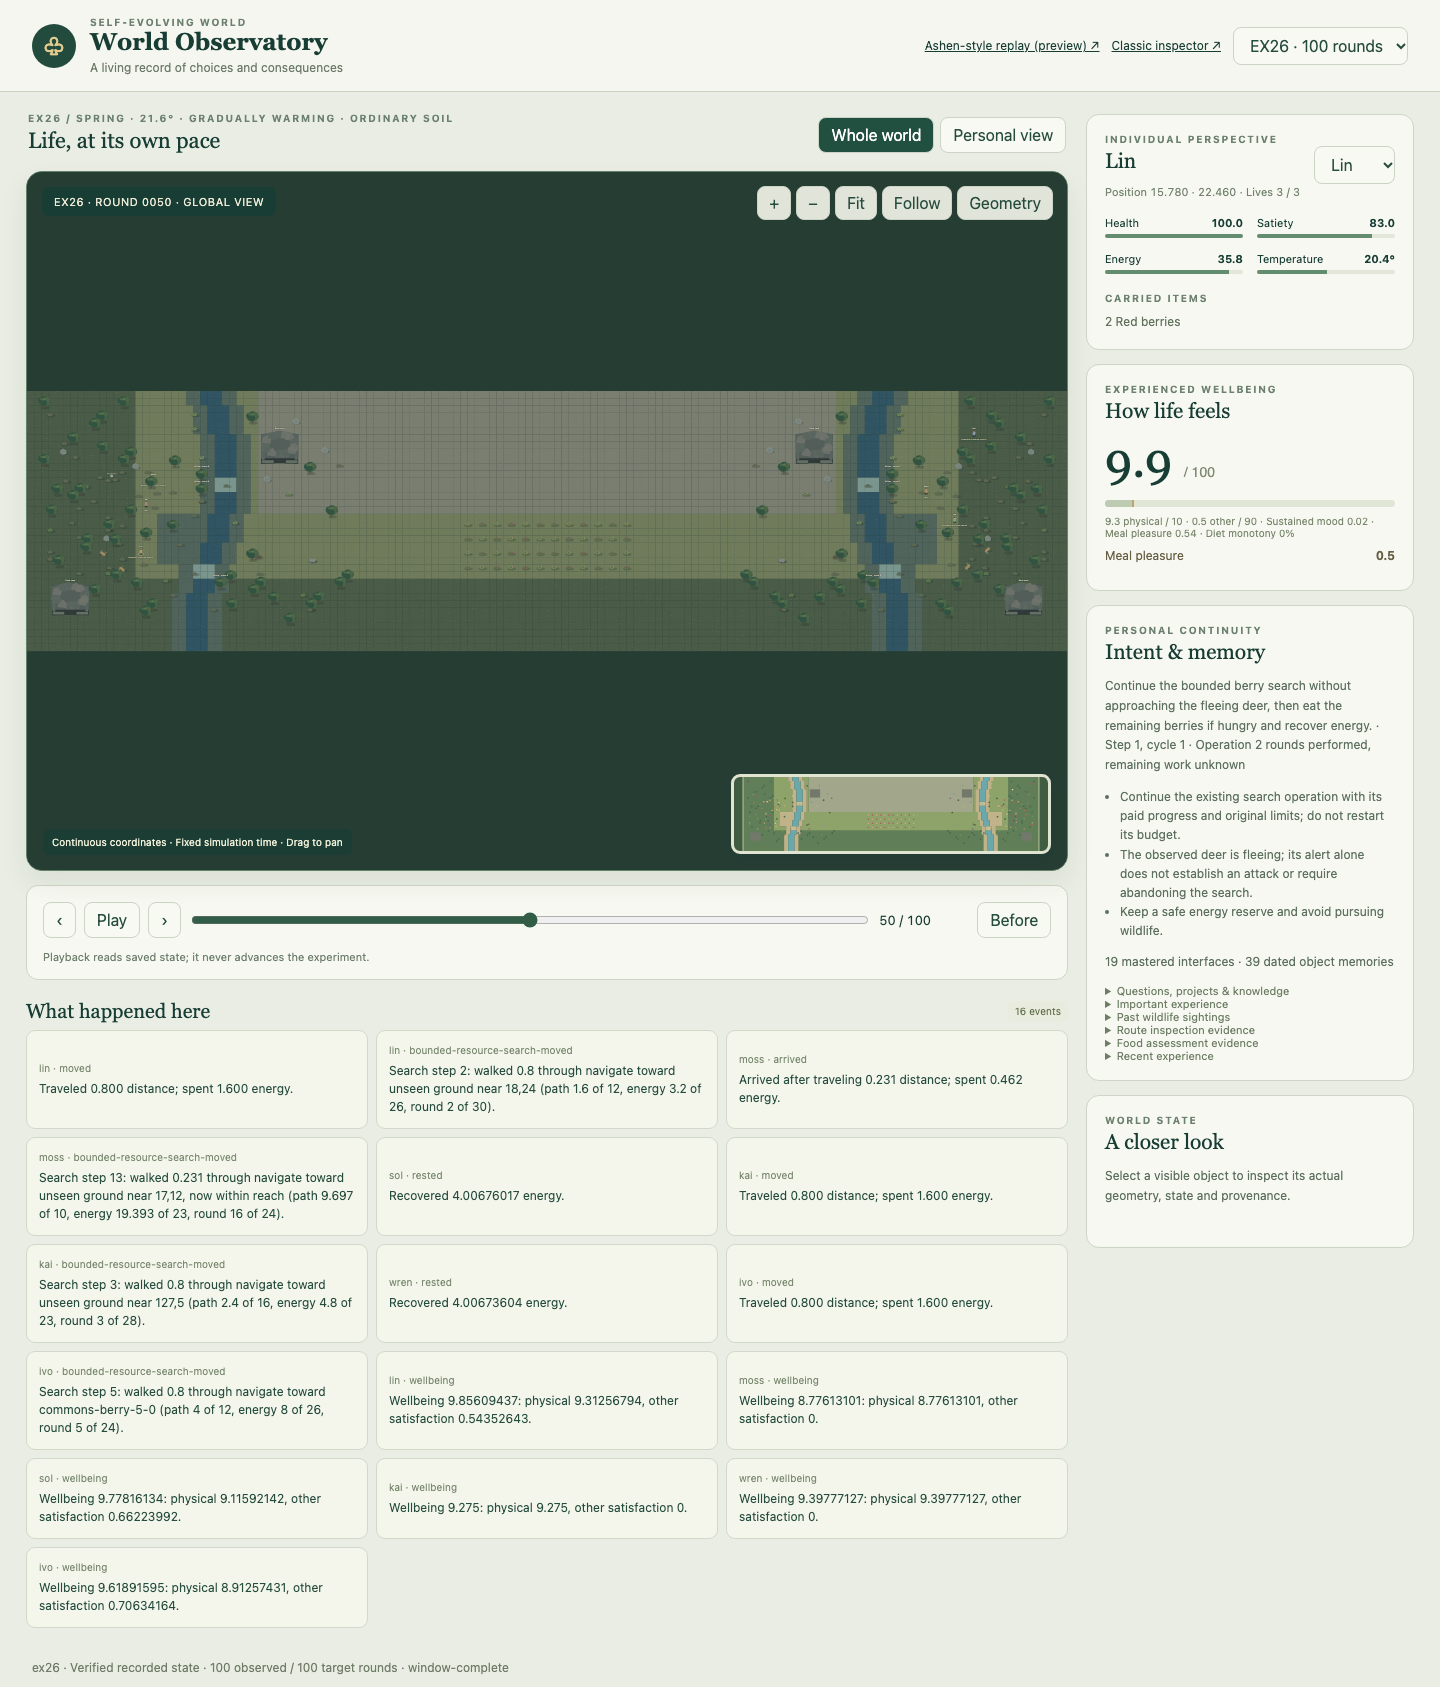 SELF-EVOLVING WORLD
World Observatory
A living record of choices and consequences
Ashen-style replay (preview) ↗
Classic inspector ↗
EX26 · 100 rounds
EX26 / SPRING · 21.6° · GRADUALLY WARMING · ORDINARY SOIL
Life, at its own pace
Whole world
Personal view
EX26 · ROUND 0050 · GLOBAL VIEW
+
−
Fit
Follow
Geometry
Continuous coordinates · Fixed simulation time · Drag to pan
‹
Play
›
50 / 100
Before
Playback reads saved state; it never advances the experiment.
What happened here
16 events
lin · moved
Traveled 0.800 distance; spent 1.600 energy.
lin · bounded-resource-search-moved
Search step 2: walked 0.8 through navigate toward
unseen ground near 18,24 (path 1.6 of 12, energy 3.2 of
26, round 2 of 30).
moss · arrived
Arrived after traveling 0.231 distance; spent 0.462
energy.
moss · bounded-resource-search-moved
Search step 13: walked 0.231 through navigate toward
unseen ground near 17,12, now within reach (path 9.697
of 10, energy 19.393 of 23, round 16 of 24).
sol · rested
Recovered 4.00676017 energy.
kai · moved
Traveled 0.800 distance; spent 1.600 energy.
kai · bounded-resource-search-moved
Search step 3: walked 0.8 through navigate toward
unseen ground near 127,5 (path 2.4 of 16, energy 4.8 of
23, round 3 of 28).
wren · rested
Recovered 4.00673604 energy.
ivo · moved
Traveled 0.800 distance; spent 1.600 energy.
ivo · bounded-resource-search-moved
Search step 5: walked 0.8 through navigate toward
commons-berry-5-0 (path 4 of 12, energy 8 of 26,
round 5 of 24).
lin · wellbeing
Wellbeing 9.85609437: physical 9.31256794, other
satisfaction 0.54352643.
moss · wellbeing
Wellbeing 8.77613101: physical 8.77613101, other
satisfaction 0.
sol · wellbeing
Wellbeing 9.77816134: physical 9.11592142, other
satisfaction 0.66223992.
kai · wellbeing
Wellbeing 9.275: physical 9.275, other satisfaction 0.
wren · wellbeing
Wellbeing 9.39777127: physical 9.39777127, other
satisfaction 0.
ivo · wellbeing
Wellbeing 9.61891595: physical 8.91257431, other
satisfaction 0.70634164.
INDIVIDUAL PERSPECTIVE
Lin
Lin
Position 15.780 · 22.460 · Lives 3 / 3
Health 100.0
Satiety 83.0
Energy 35.8
Temperature 20.4°
CARRIED ITEMS
2 Red berries
EXPERIENCED WELLBEING
How life feels
9.9 / 100
9.3 physical / 10 · 0.5 other / 90 · Sustained mood 0.02 ·
Meal pleasure 0.54 · Diet monotony 0%
Meal pleasure 0.5
PERSONAL CONTINUITY
Intent & memory
Continue the bounded berry search without
approaching the fleeing deer, then eat the
remaining berries if hungry and recover energy. ·
Step 1, cycle 1 · Operation 2 rounds performed,
remaining work unknown
• Continue the existing search operation with its
paid progress and original limits; do not restart
its budget.
• The observed deer is fleeing; its alert alone
does not establish an attack or require
abandoning the search.
• Keep a safe energy reserve and avoid pursuing
wildlife.
19 mastered interfaces · 39 dated object memories
▶ Questions, projects & knowledge
▶ Important experience
▶ Past wildlife sightings
▶ Route inspection evidence
▶ Food assessment evidence
▶ Recent experience
WORLD STATE
A closer look
Select a visible object to inspect its actual
geometry, state and provenance.
ex26 · Verified recorded state · 100 observed / 100 target rounds · window-complete